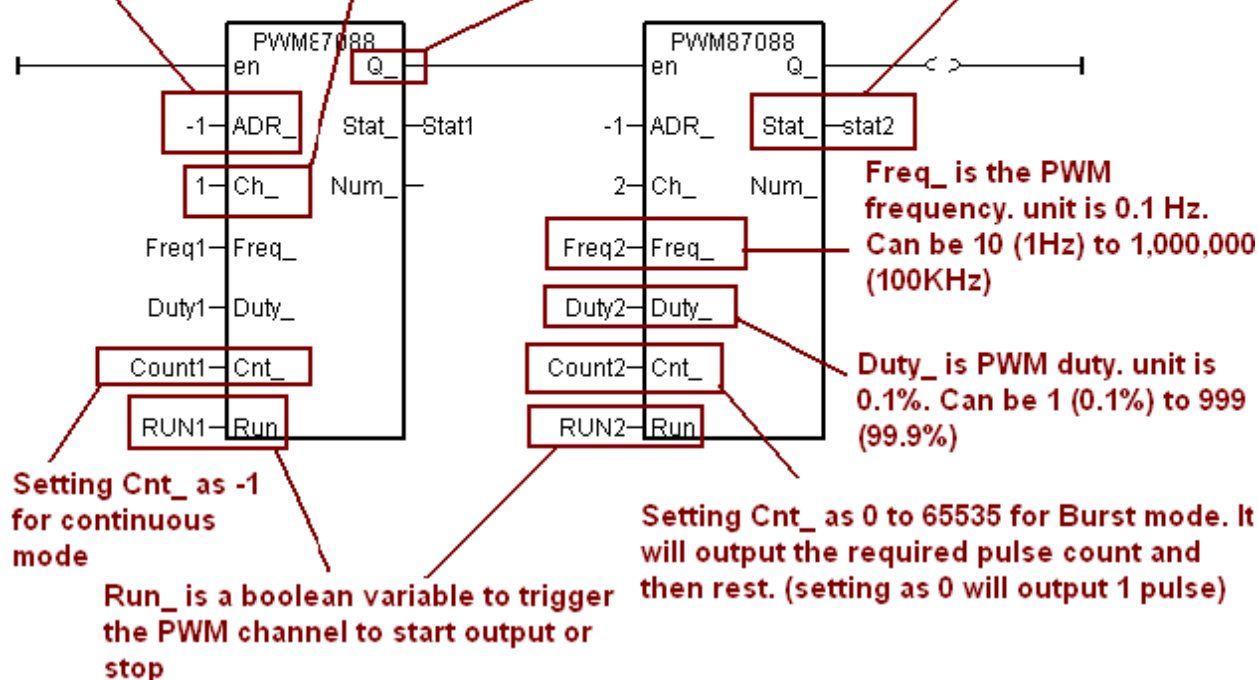 PWM87088
en Q_
-1 ADR_ Stat_ Stat1
1 Ch_ Num_
Freq1 Freq_
Duty1 Duty_
Count1 Cnt_
RUN1 Run
PWM87088
en Q_
-1 ADR_ Stat_ stat2
2 Ch_ Num_
Freq2 Freq_
Duty2 Duty_
Count2 Cnt_
RUN2 Run
Freq_ is the PWM
frequency. unit is 0.1 Hz.
Can be 10 (1Hz) to 1,000,000
(100KHz)
Duty_ is PWM duty. unit is
0.1%. Can be 1 (0.1%) to 999
(99.9%)
Setting Cnt_ as -1
for continuous
mode
Setting Cnt_ as 0 to 65535 for Burst mode. It
will output the required pulse count and
then rest. (setting as 0 will output 1 pulse)
Run_ is a boolean variable to trigger
the PWM channel to start output or
stop